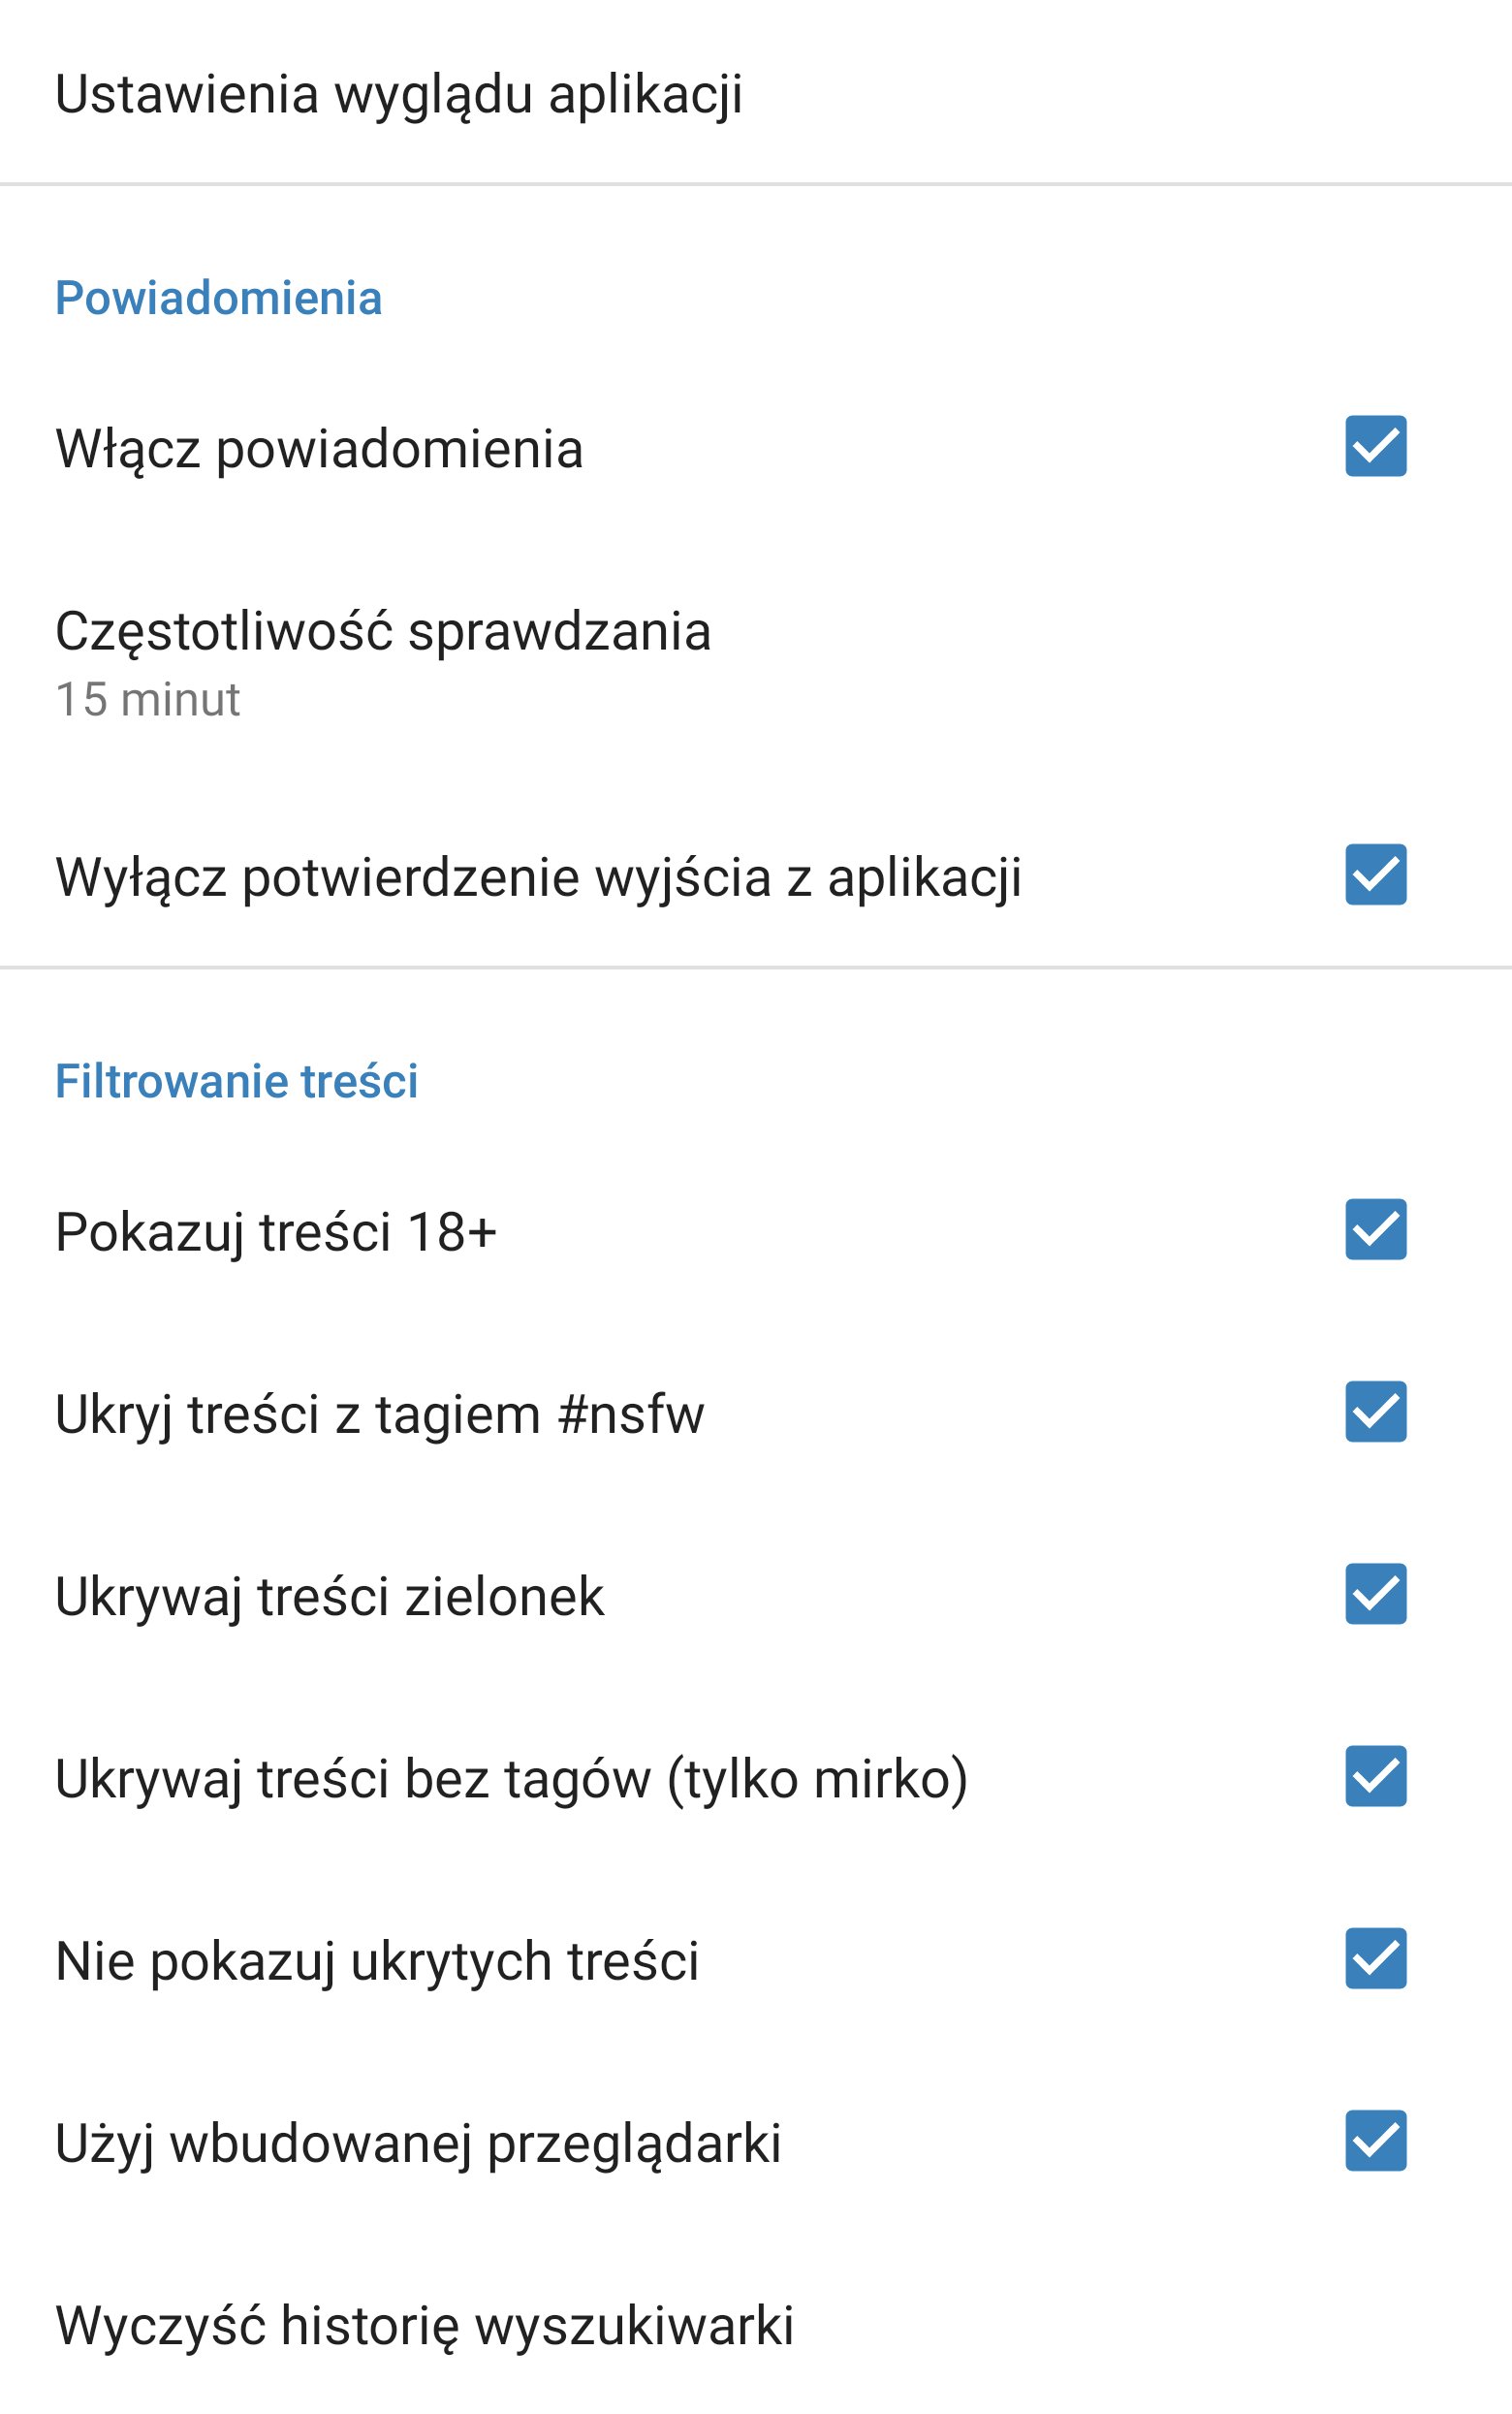 Ustawienia wyglądu aplikacji
Powiadomienia
Włącz powiadomienia
Częstotliwość sprawdzania
15 minut
Wyłącz potwierdzenie wyjścia z aplikacji
Filtrowanie treści
Pokazuj treści 18+
Ukryj treści z tagiem #nsfw
Ukrywaj treści zielonek
Ukrywaj treści bez tagów (tylko mirko)
Nie pokazuj ukrytych treści
Użyj wbudowanej przeglądarki
Wyczyść historię wyszukiwarki